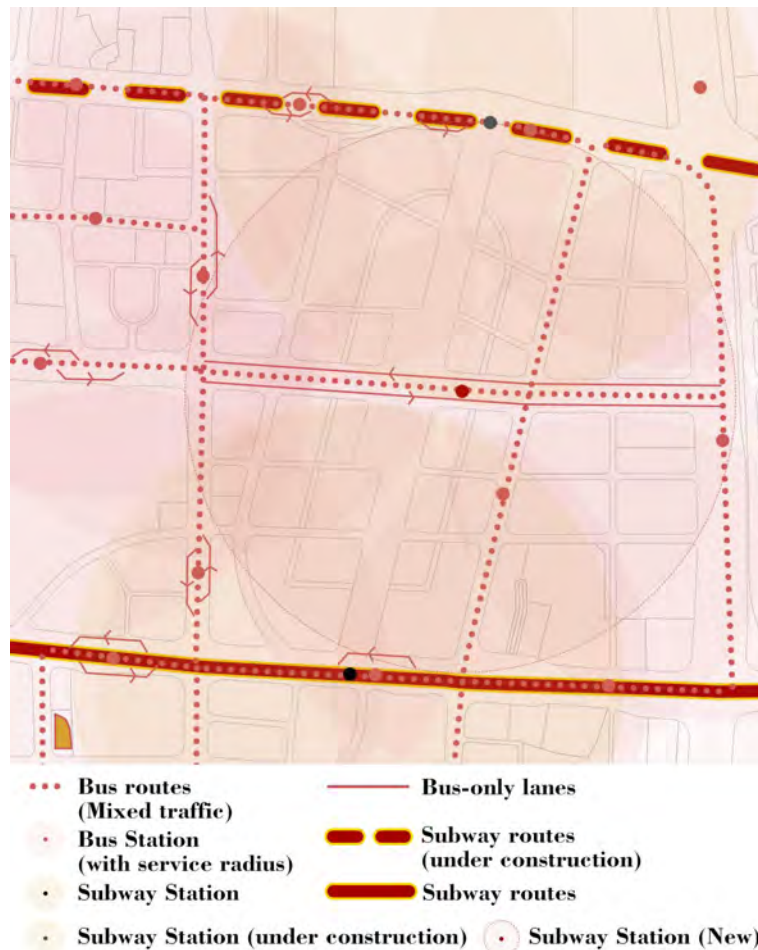 Bus routes
(Mixed traffic)
Bus Station
(with service radius)
Subway Station
Subway Station (under construction)
Bus-only lanes
Subway routes
(under construction)
Subway routes
Subway Station (New)